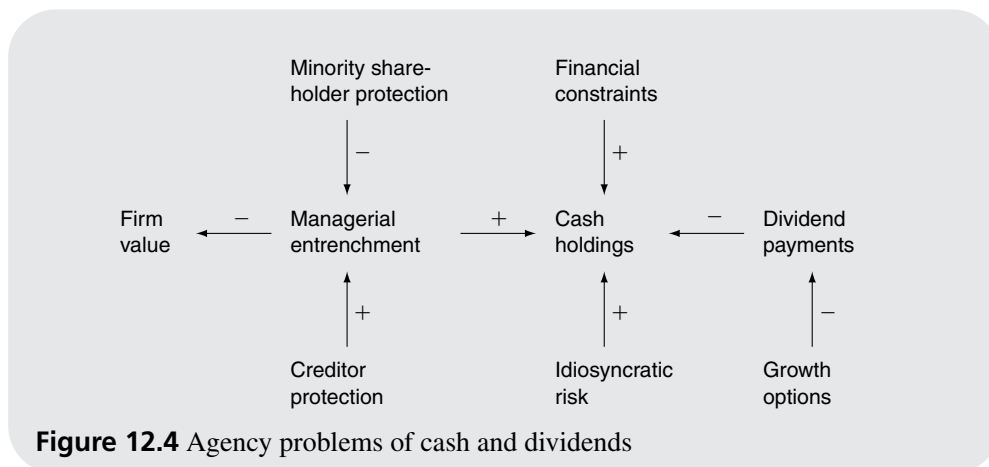 Minority share-
holder protection
Financial
constraints
−
+
Firm
value
−
Managerial
entrenchment
+
Cash
holdings
−
Dividend
payments
+
+
−
Creditor
protection
Idiosyncratic
risk
Growth
options
Figure 12.4 Agency problems of cash and dividends